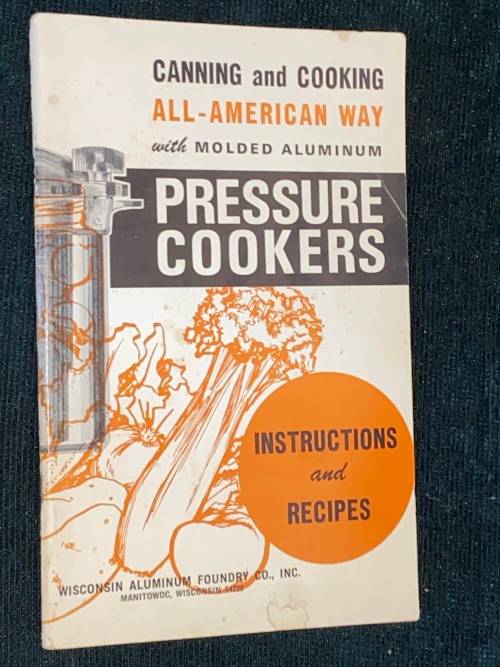 CANNING and COOKING
ALL-AMERICAN WAY
with MOLDED ALUMINUM
PRESSURE
COOKERS
INSTRUCTIONS
and
RECIPES
WISCONSIN ALUMINUM FOUNDRY CO., INC.
MANITOWOC, WISCONSIN 54220